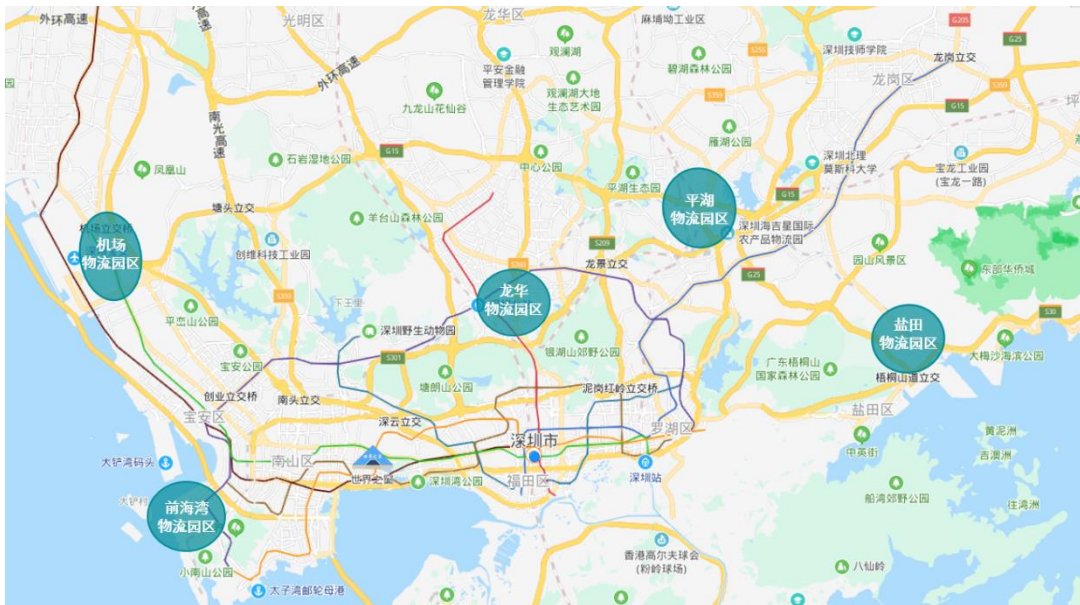 外环高速
光明区
龙华区
麻埔坳工业区
G205
G25
龙岗立交
深圳技师学院
观澜湖
平安金融
管理学院
外环高速
碧湖森林公园
龙岗区
观澜湖大地
生态艺术园
九龙山花仙谷
南光高速
G15
雁湖公园
G15
石岩湿地公园
中心公园
深圳北理
莫斯科大学
宝龙工业园
(宝龙一路)
凤凰山
平湖生态园
G15
塘头立交
羊台山森林公园
平湖
物流园区
深圳海吉星国际
农产品物流园
机场立交桥
机场
物流园区
创维科技工业园
S209
龙景立交
G25
园山风景区
东部华侨城
龙华
物流园区
平峦山公园
深圳野生动物园
银湖山郊野公园
盐田
物流园区
S30
大梅沙海滨公园
宝安公园
S301
塘朗山公园
广东梧桐山
国家森林公园
梧桐山道立交
创业立交桥
南头立交
泥岗红岭立交桥
宝安区
深云立交
深圳市
罗湖区
盐田区
中英街
黄泥洲
吉澳洲
大铲湾码头
南山区
世界之窗
深圳湾公园
福田区
深圳站
船湾郊野公园
往湾洲
大铲村
前海湾
物流园区
小南山公园
太子湾邮轮母港
香港高尔夫球会
(粉岭球场)
八仙岭